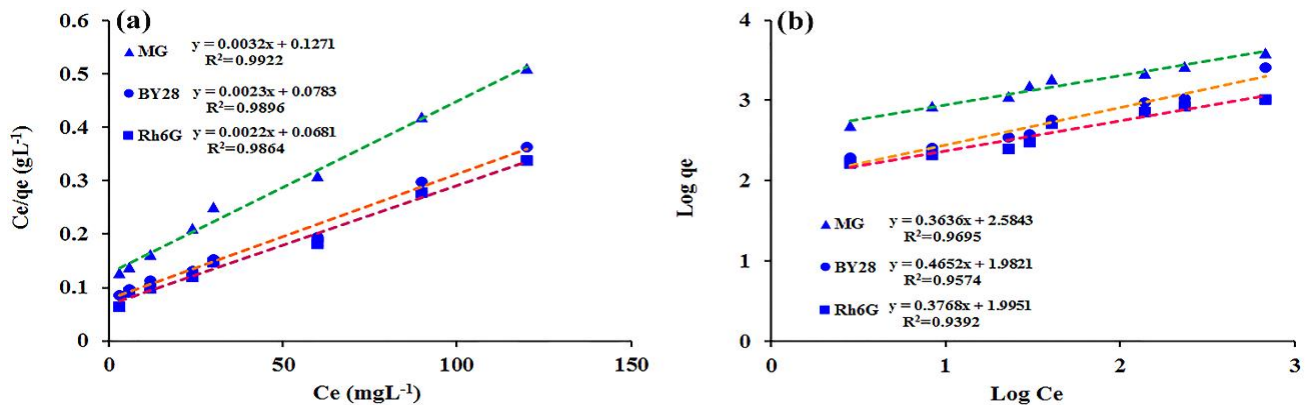 (a)
0.6
0.5
0.4
0.3
0.2
0.1
0
Ce/qe (gL-1)
MG y = 0.0032x + 0.1271
R2= 0.9922
BY28 y = 0.0023x + 0.0783
R2= 0.9896
Rh6G y = 0.0022x + 0.0681
R2= 0.9864
0 50 100 150
Ce (mgL-1)
(b)
4
3
2
1
0
Log qe
MG y = 0.3636x + 2.5843
R2=0.9695
BY28 y = 0.4652x + 1.9821
R2=0.9574
Rh6G y = 0.3768x + 1.9951
R2=0.9392
0 1 2 3
Log Ce